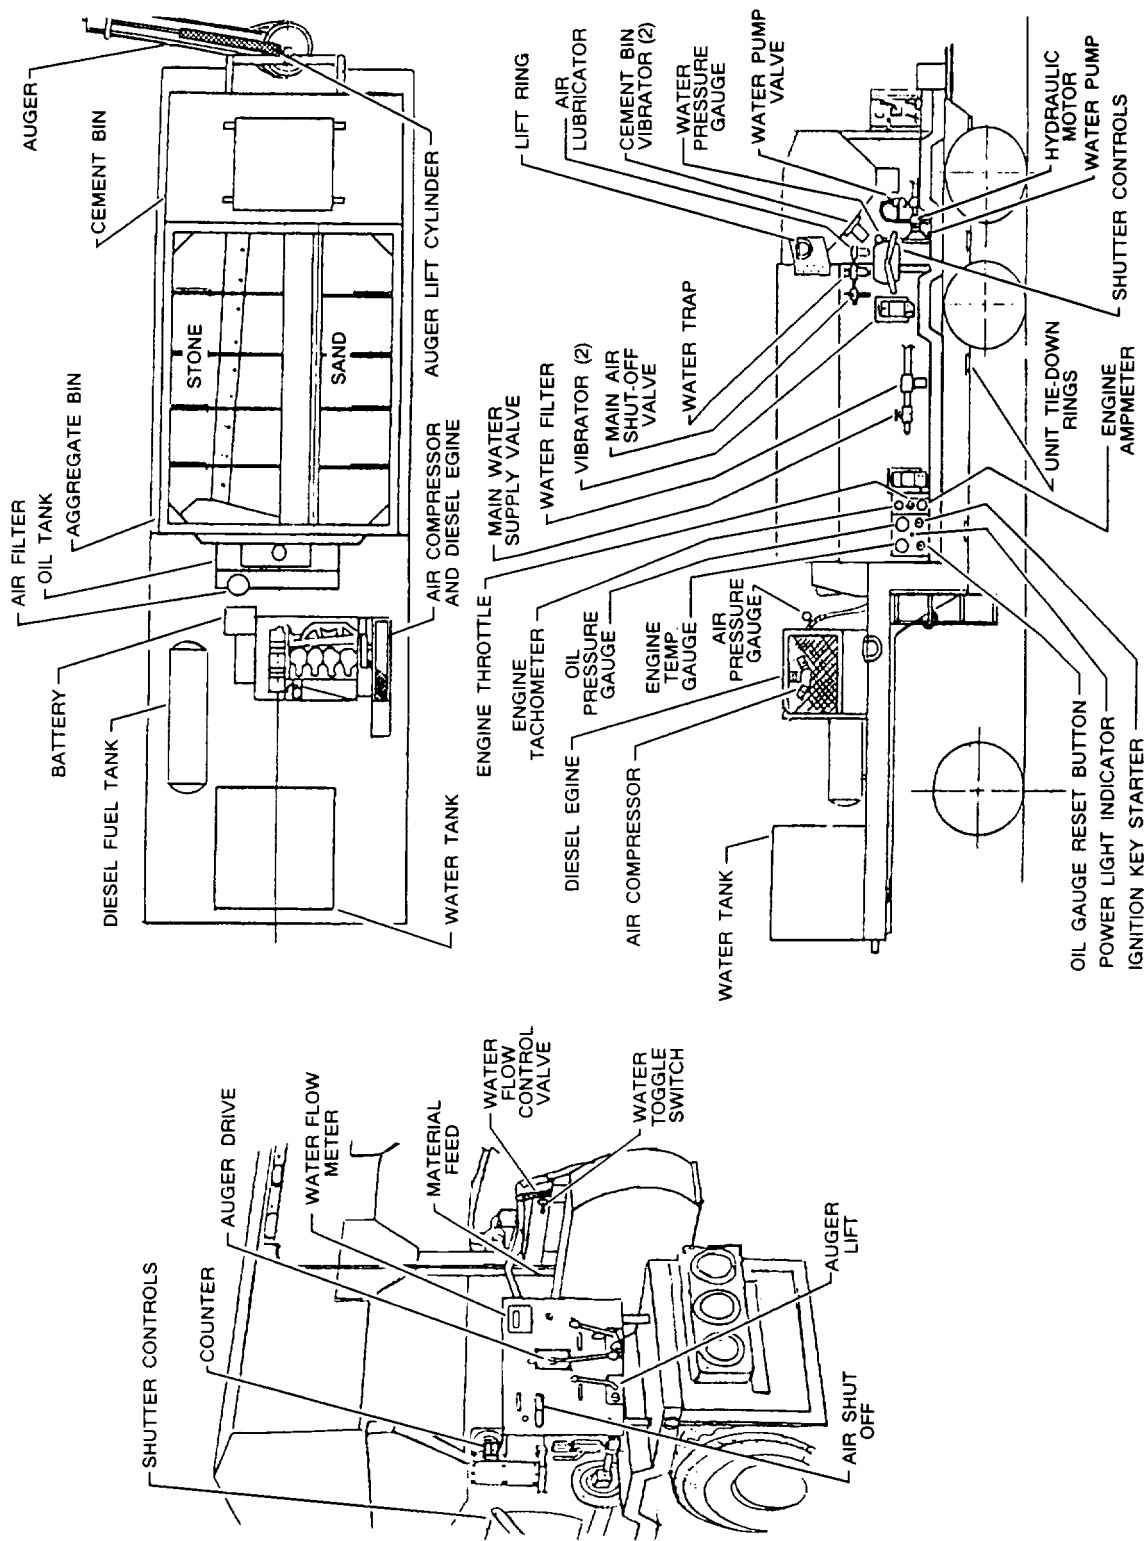 AUGER
CEMENT BIN
AUGER LIFT CYLINDER
STONE
SAND
AIR FILTER
OIL TANK
AGGREGATE BIN
AIR COMPRESSOR
AND DIESEL EGINE
BATTERY
DIESEL FUEL TANK
WATER TANK
LIFT RING
AIR
LUBRICATOR
CEMENT BIN
VIBRATOR (2)
WATER
PRESSURE
GAUGE
WATER PUMP
VALVE
HYDRAULIC
MOTOR
WATER PUMP
SHUTTER CONTROLS
WATER TRAP
MAIN AIR
SHUT-OFF
VALVE
VIBRATOR (2)
WATER FILTER
MAIN WATER
SUPPLY VALVE
UNIT TIE-DOWN
RINGS
ENGINE
AMPMETER
ENGINE THROTTLE
ENGINE
TACHOMETER
OIL
PRESSURE
GAUGE
ENGINE
TEMP.
GAUGE
AIR
PRESSURE
GAUGE
DIESEL EGINE
AIR COMPRESSOR
WATER TANK
OIL GAUGE RESET BUTTON
POWER LIGHT INDICATOR
IGNITION KEY STARTER
SHUTTER CONTROLS
COUNTER
AUGER DRIVE
WATER FLOW
METER
MATERIAL
FEED
WATER
FLOW
CONTROL
VALVE
WATER
TOGGLE
SWITCH
AUGER
LIFT
AIR SHUT
OFF